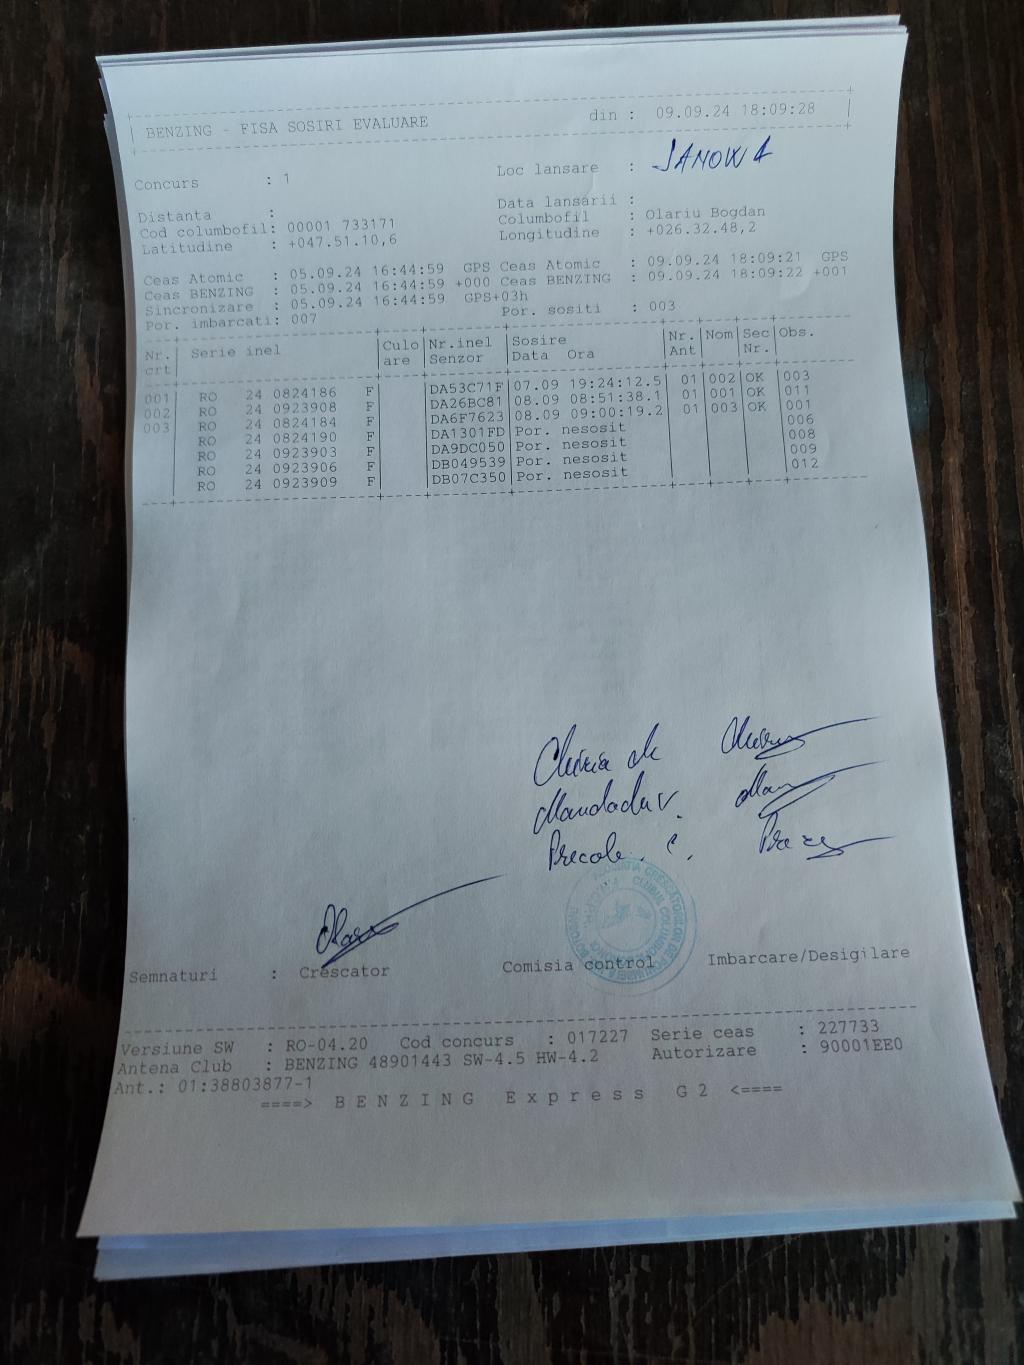 BENZING - FISA SOSIRI EVALUARE din : 09.09.24 18:09:28
Concurs : 1 Loc lansare : JANOWA
Distanta : Data lansării :
Cod columbofil: 00001 733171 Columbofil : Olariu Bogdan
Latitudine : +047.51.10,6 Longitudine : +026.32.48,2
Ceas Atomic : 05.09.24 16:44:59 GPS Ceas Atomic : 09.09.24 18:09:21 GPS
Ceas BENZING : 05.09.24 16:44:59 +000 Ceas BENZING : 09.09.24 18:09:22 +001
Sincronizare : 05.09.24 16:44:59 GPS+03h
Por. imbarcati: 007 Por. sositi : 003
Nr. Serie inel Culo Nr.inel Sosire Nr. Nom Sec Obs.
crt are Senzor Data Ora Ant Nr.
001 RO 24 0824186 F DA53C71F 07.09 19:24:12.5 01 002 OK 003
002 RO 24 0923908 F DA26BC81 08.09 08:51:38.1 01 001 OK 011
003 RO 24 0824184 F DA6F7623 08.09 09:00:19.2 01 003 OK 001
RO 24 0824190 F DA1301FD Por. nesosit 006
RO 24 0923903 F DA9DC050 Por. nesosit 008
RO 24 0923906 F DB049539 Por. nesosit 009
RO 24 0923909 F DB07C350 Por. nesosit 012
Semnaturi : Crescator Comisia control Imbarcare/Desigilare
Versiune SW : RO-04.20 Cod concurs : 017227 Serie ceas : 227733
Antena Club : BENZING 48901443 SW-4.5 HW-4.2 Autorizare : 90001EE0
Ant.: 01:38803877-1
====> BENZING Express G2 <====